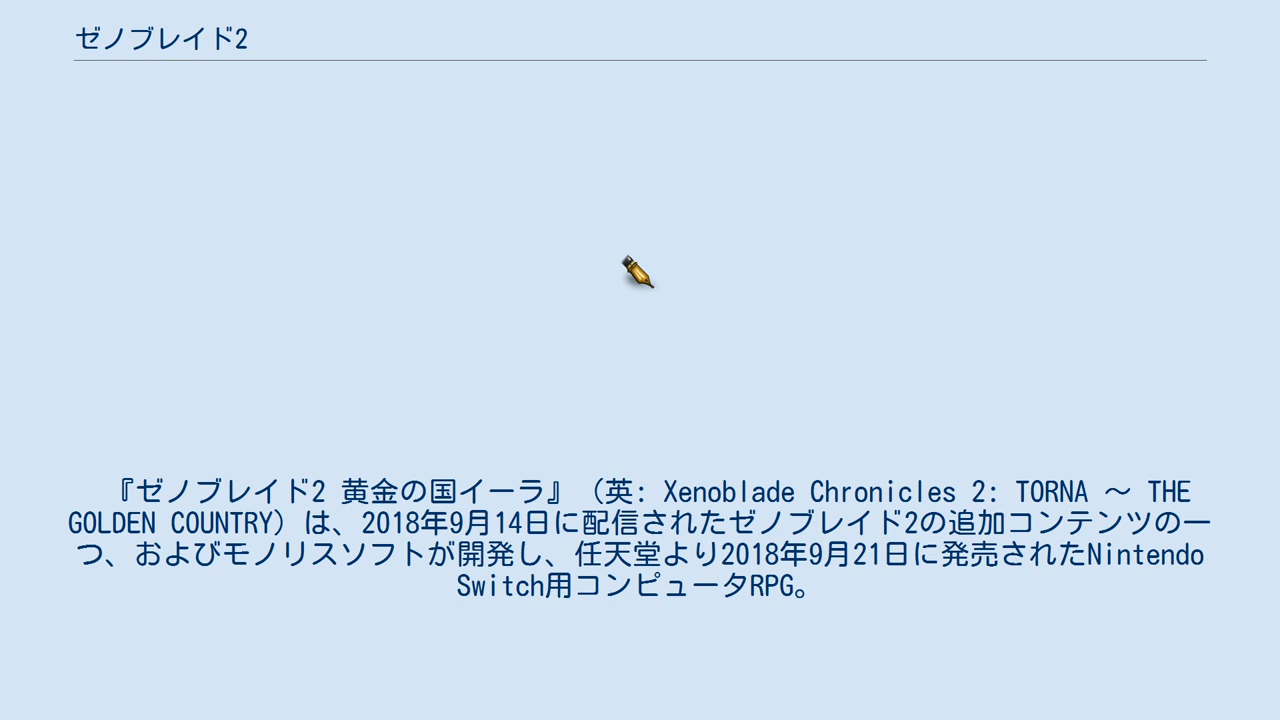 ゼノブレイド2
『ゼノブレイド2 黄金の国イーラ』（英: Xenoblade Chronicles 2: TORNA ～ THE
GOLDEN COUNTRY）は、2018年9月14日に配信されたゼノブレイド2の追加コンテンツの一
つ、およびモノリスソフトが開発し、任天堂より2018年9月21日に発売されたNintendo
Switch用コンピュータRPG。